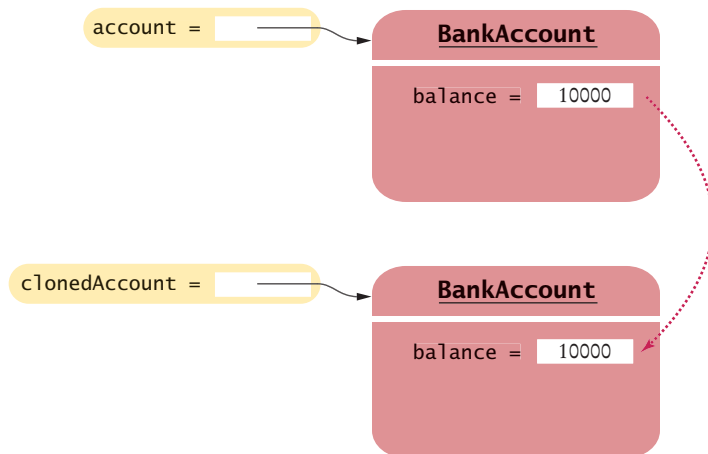 account =
BankAccount
balance = 10000
clonedAccount =
BankAccount
balance = 10000